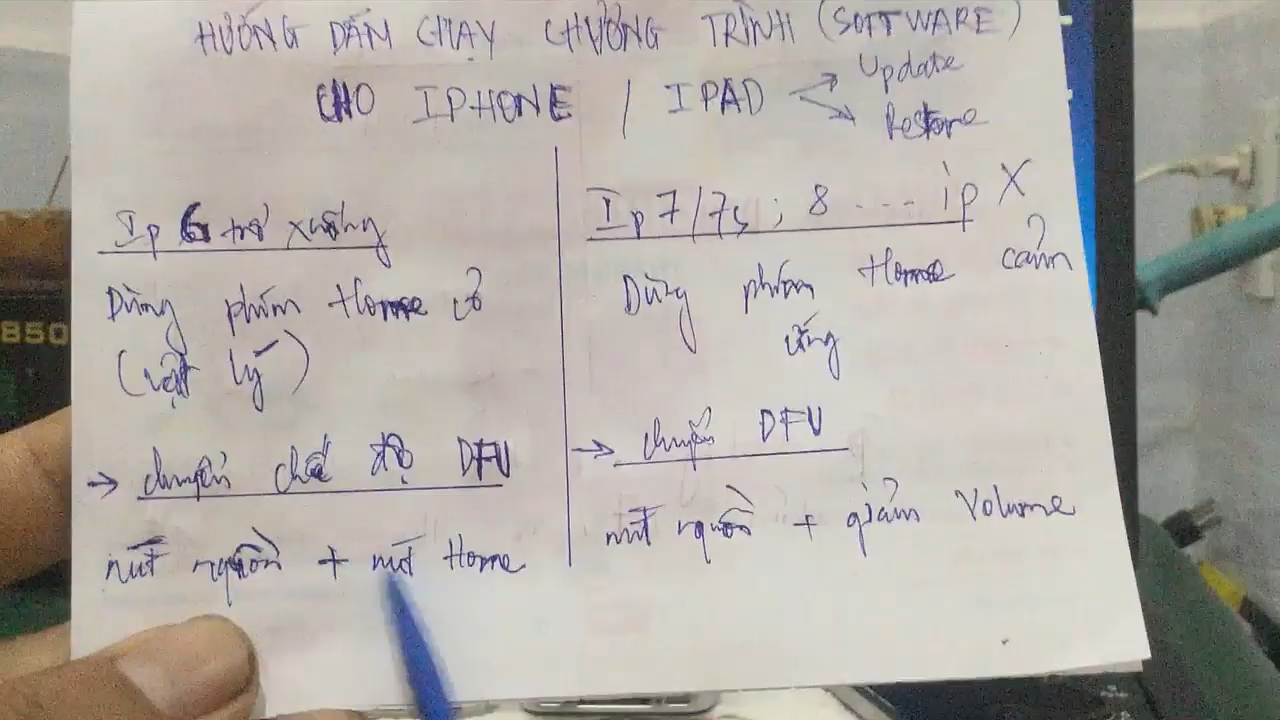 HƯỚNG DẪN CHẠY CHƯƠNG TRÌNH (SOFTWARE)
CHO IPHONE / IPAD → Update
→ Restore
Ip 6 trở xuống
Dùng phím Home cơ
(vật lý)
→ chuyển chế độ DFU
nút nguồn + nút Home
Ip 7/7s ; 8 ---- ip X
Dùng phím Home cảm
ứng
→ chuyển DFU
nút nguồn + giảm Volume
850